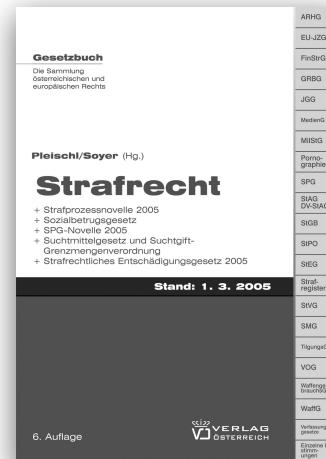 Gesetzbuch
Die Sammlung
österreichischen und
europäischen Rechts
Pleischl/Soyer (Hg.)
Strafrecht
+ Strafprozessnovelle 2005
+ Sozialbetrugsgesetz
+ SPG-Novelle 2005
+ Suchtmittelgesetz und Suchtgift-
Grenzmengenverordnung
+ Strafrechtliches Entschädigungsgesetz 2005
Stand: 1. 3. 2005
6. Auflage
VERLAG
ÖSTERREICH
ARHG
EU-JZG
FinStrG
GRBG
JGG
MedienG
MilStG
Porno-
graphie
SPG
StAG
DV-StAG
StGB
StPO
StEG
Straf-
register
StVG
SMG
TilgungsG
VOG
Waffenge-
brauchsG
WaffG
Verfassungs-
gesetze
Einzelne
stimm-
ungen